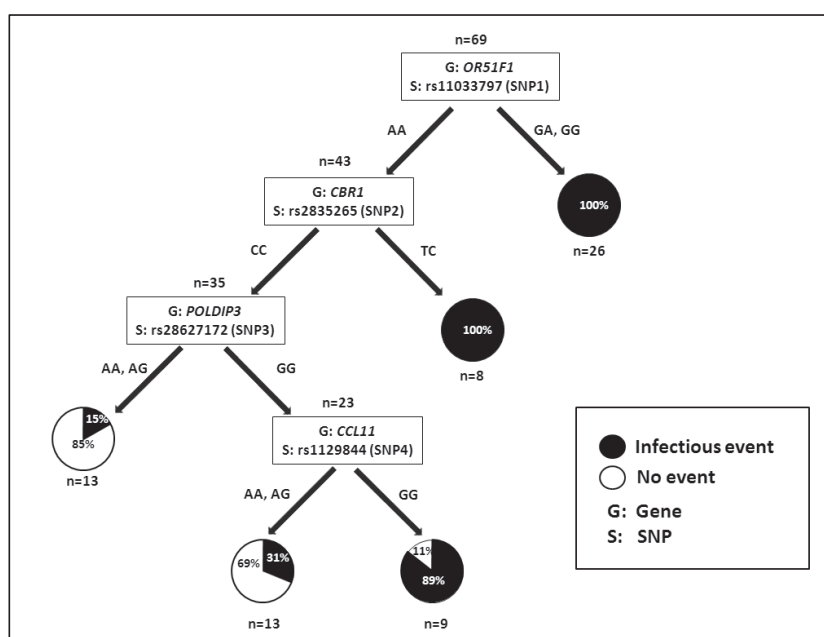 n=69
G: OR51F1
S: rs11033797 (SNP1)
AA
GA, GG
n=43
G: CBR1
S: rs2835265 (SNP2)
100%
n=26
CC
TC
n=35
G: POLDIP3
S: rs28627172 (SNP3)
100%
n=8
AA, AG
GG
n=23
15%
85%
n=13
G: CCL11
S: rs1129844 (SNP4)
AA, AG
GG
69%
31%
n=13
11%
89%
n=9
Infectious event
No event
G: Gene
S: SNP